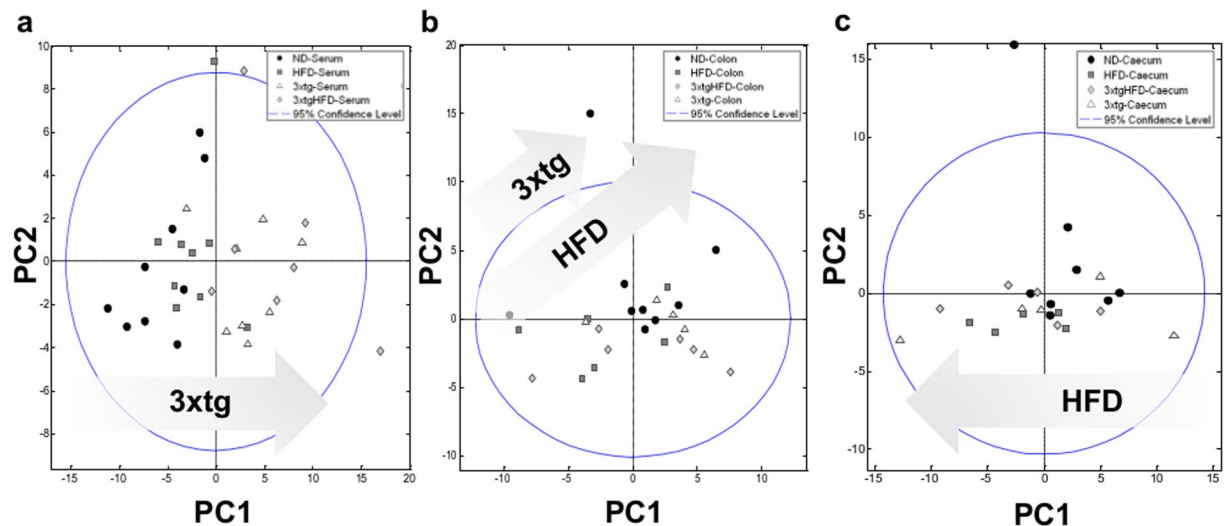 a
10
8
6
4
2
0
-2
-4
-6
-8
PC2
ND-Serum
HFD-Serum
3xtg-Serum
3xtgHFD-Serum
95% Confidence Level
3xtg
-15 -10 -5 0 5 10 15 20
PC1
b
20
15
10
5
0
-5
-10
PC2
ND-Colon
HFD-Colon
3xtgHFD-Colon
3xtg-Colon
95% Confidence Level
3xtg
HFD
-10 -5 0 5 10
PC1
c
15
10
5
0
-5
-10
PC2
ND-Caecum
HFD-Caecum
3xtgHFD-Caecum
3xtg-Caecum
95% Confidence Level
HFD
-15 -10 -5 0 5 10 15
PC1